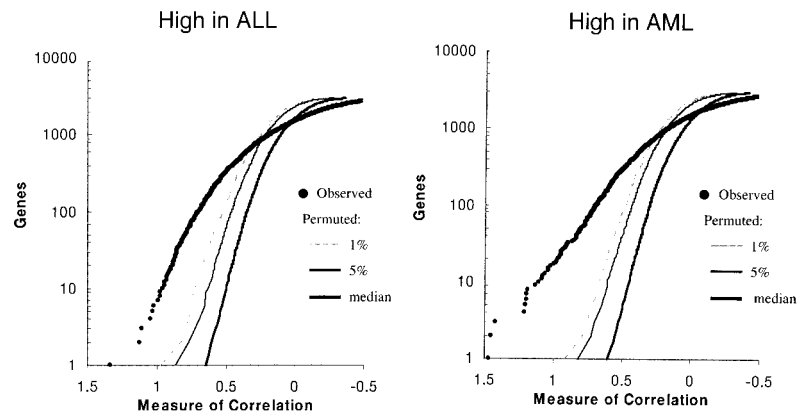 High in ALL
10000
1000
100
10
1
Genes
Observed
Permuted:
1%
5%
median
1.5 1 0.5 0 -0.5
Measure of Correlation
High in AML
10000
1000
100
10
1
Genes
Observed
Permuted:
1%
5%
median
1.5 1 0.5 0 -0.5
Measure of Correlation